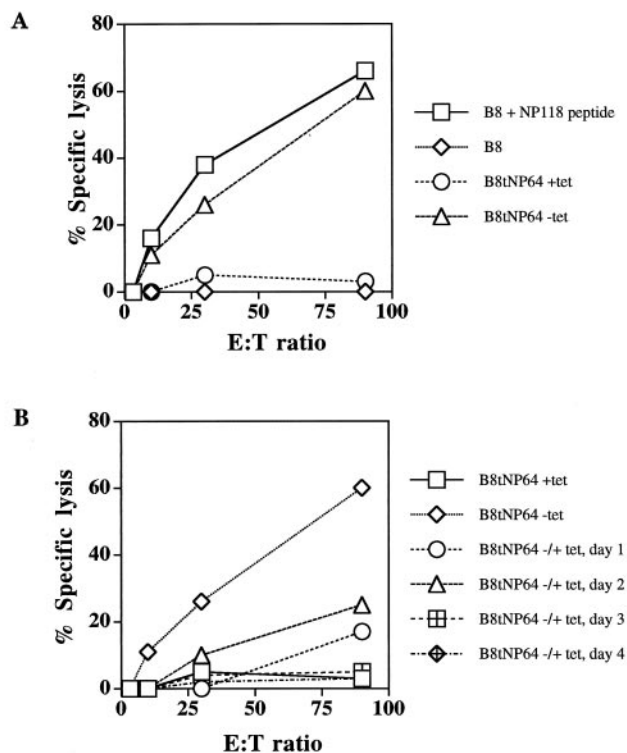 A
80
60
40
20
0
% Specific lysis
0 25 50 75 100
E:T ratio
B8 + NP118 peptide
B8
B8tNP64 +tet
B8tNP64 -tet
B
80
60
40
20
0
% Specific lysis
0 25 50 75 100
E:T ratio
B8tNP64 +tet
B8tNP64 -tet
B8tNP64 -/+ tet, day 1
B8tNP64 -/+ tet, day 2
B8tNP64 -/+ tet, day 3
B8tNP64 -/+ tet, day 4